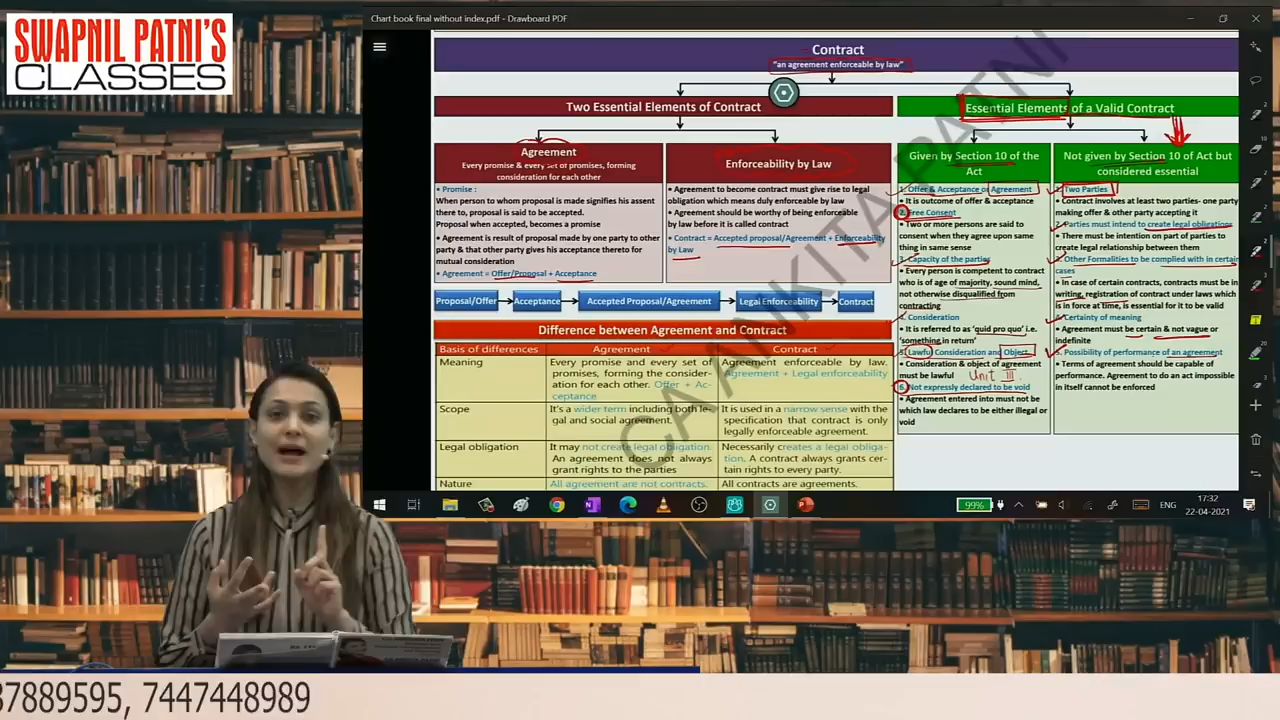 SWAPNIL PATNI'S
CLASSES
Chart book final without index.pdf - Drawboard PDF
Contract
"an agreement enforceable by law"
Two Essential Elements of Contract
Essential Elements of a Valid Contract
Agreement
Every promise & every set of promises, forming
consideration for each other
Enforceability by Law
Given by Section 10 of the
Act
Not given by Section 10 of Act but
considered essential
• Promise :
When person to whom proposal is made signifies his assent
there to, proposal is said to be accepted.
Proposal when accepted, becomes a promise
• Agreement is result of proposal made by one party to other
party & that other party gives his acceptance thereto for
mutual consideration
• Agreement = Offer/Proposal + Acceptance
• Agreement to become contract must give rise to legal
obligation which means duly enforceable by law
• Agreement should be worthy of being enforceable
by law before it is called contract
• Contract = Accepted proposal/Agreement + Enforceability
by Law
1. Offer & Acceptance or Agreement
• It is outcome of offer & acceptance
2. Free Consent
• Two or more persons are said to
consent when they agree upon same
thing in same sense
3. Capacity of the parties
• Every person is competent to contract
who is of age of majority, sound mind,
not otherwise disqualified from
contracting
4. Consideration
• It is referred to as 'quid pro quo' i.e.
'something in return'
5. Lawful Consideration and Object
• Consideration & object of agreement
must be lawful
Unit III
6. Not expressly declared to be void
• Agreement entered into must not be
which law declares to be either illegal or
void
1. Two Parties
• Contract involves at least two parties- one party
making offer & other party accepting it
2. Parties must intend to create legal obligations
• There must be intention on part of parties to
create legal relationship between them
3. Other Formalities to be complied with in certain
cases
• In case of certain contracts, contracts must be in
writing, registration of contract under laws which
is in force at time, is essential for it to be valid
4. Certainty of meaning
• Agreement must be certain & not vague or
indefinite
5. Possibility of performance of an agreement
• Terms of agreement should be capable of
performance. Agreement to do an act impossible
in itself cannot be enforced
Proposal/Offer Acceptance Accepted Proposal/Agreement Legal Enforceability Contract
Difference between Agreement and Contract
Basis of differences Agreement Contract
Meaning
Every promise and every set of
promises, forming the consider-
ation for each other. Offer + Ac-
ceptance
Agreement enforceable by law.
Agreement + Legal enforceability
Scope
It's a wider term including both le-
gal and social agreement.
It is used in a narrow sense with the
specification that contract is only
legally enforceable agreement.
Legal obligation
It may not create legal obligation.
An agreement does not always
grant rights to the parties
Necessarily creates a legal obliga-
tion. A contract always grants cer-
tain rights to every party.
Nature
All agreement are not contracts.
All contracts are agreements.
CA ANKITA PATNI
99%
ENG
17:32
22-04-2021
37889595, 7447448989